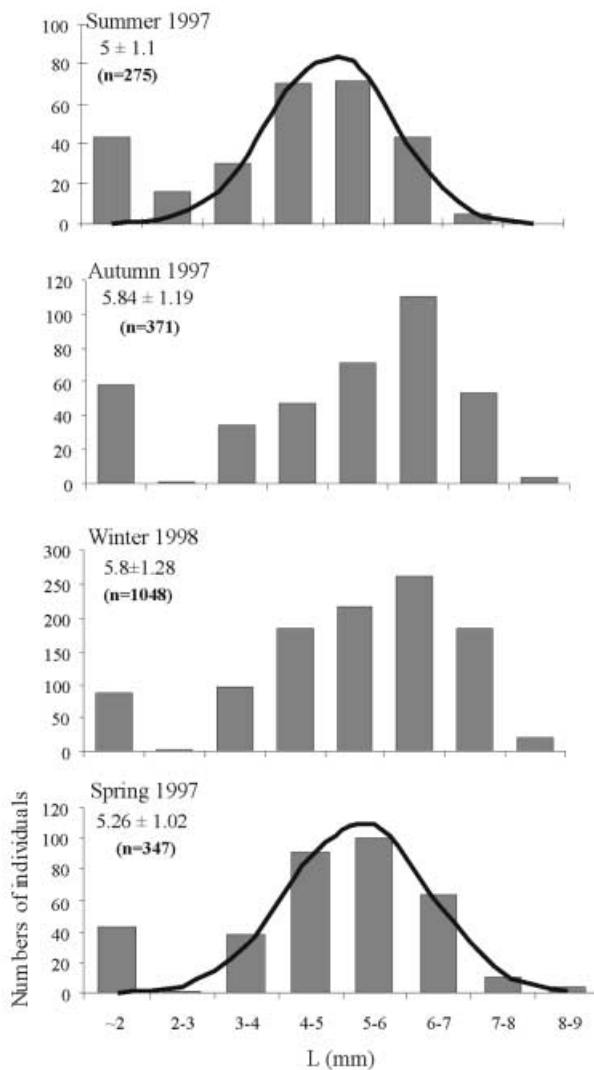 Summer 1997
5 ± 1.1
(n=275)
100
80
60
40
20
0
Autumn 1997
5.84 ± 1.19
(n=371)
120
100
80
60
40
20
0
Winter 1998
5.8±1.28
(n=1048)
300
250
200
150
100
50
0
Spring 1997
5.26 ± 1.02
(n=347)
120
100
80
60
40
20
0
Numbers of individuals
~2 2-3 3-4 4-5 5-6 6-7 7-8 8-9
L (mm)